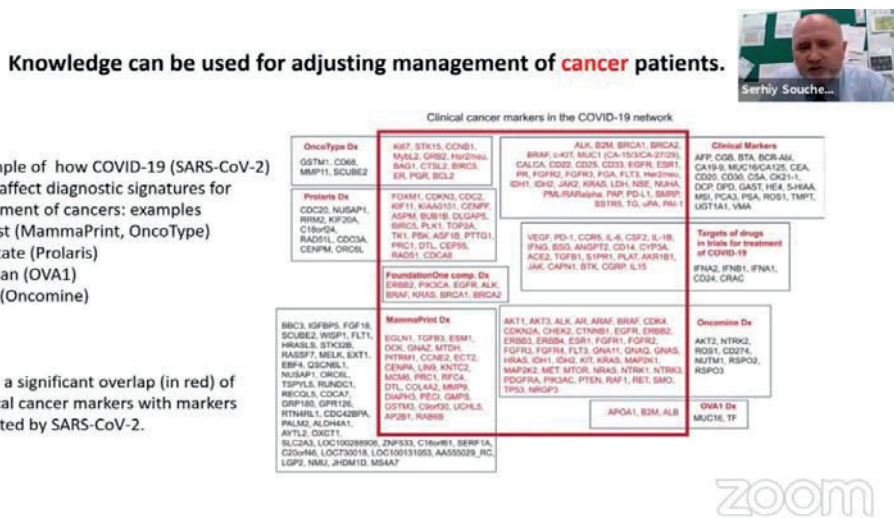 Knowledge can be used for adjusting management of cancer patients.
Serhiy Souche...
Clinical cancer markers in the COVID-19 network
mple of how COVID-19 (SARS-CoV-2)
affect diagnostic signatures for
ment of cancers: examples
st (MammaPrint, OncoType)
tate (Prolaris)
an (OVA1)
(Oncomine)
a significant overlap (in red) of
cal cancer markers with markers
ted by SARS-CoV-2.
OncoType Dx
GSTM1, CD68,
MMP11, SCUBE2
Ki67, STK15, CCNB1,
MybL2, GRB2, Her2/neu,
BAG1, CTSL2, BIRC5,
ER, PGR, BCL2
Prolaris Dx
CDC20, NUSAP1,
RRM2, KIF20A,
C18orf24,
RAD51L, CDC3A,
CENPM, ORC6L
FOXM1, CDKN3, CDC2,
KIF11, KIAA0101, CENPF,
ASPM, BUB1B, DLGAP5,
BIRC5, PLK1, TOP2A,
TK1, PBK, ASF1B, PTTG1,
PRC1, DTL, CEP55,
RAD51, CDCA8
FoundationOne comp. Dx
ERBB2, PIK3CA, EGFR, ALK,
BRAF, KRAS, BRCA1, BRCA2
BBC3, IGFBP5, FGF18,
SCUBE2, WISP1, FLT1,
HRASLS, STK32B,
RASSF7, MELK, EXT1,
EBF4, QSCN6L1,
NUSAP1, ORC6L,
TSPYL5, RUNDC1,
RECQL5, CDCA7,
GRP180, GPR126,
RTN4RL1, CDC42BPA,
PALM2, ALDH4A1,
AYTL2, OXCT1,
SLC2A3, LOC100288906, ZNF533, C16orf61, SERF1A,
C20orf46, LOC730018, LOC100131053, AA555029_RC,
LGP2, NMU, JHDM1D, MS4A7
MammaPrint Dx
EGLN1, TGFB3, ESM1,
DCK, GNAZ, MTDH,
PITRM1, CCNE2, ECT2,
CENPA, LIN9, KNTC2,
MCM6, PRC1, RFC4,
DTL, COL4A2, MMP9,
DIAPH3, PECI, GMPS,
GSTM3, C9orf30, UCHL5,
AP2B1, RAB6B
ALK, B2M, BRCA1, BRCA2,
BRAF, c-KIT, MUC1 (CA-15/3/CA-27/29),
CALCA, CD22, CD25, CD33, EGFR, ESR1,
PR, FGFR2, FGFR3, FGA, FLT3, Her2/neu,
IDH1, IDH2, JAK2, KRAS, LDH, NSE, NUHA,
PML/RARalpha, PAP, PD-L1, SMRP,
SSTR5, TG, uPA, PAI-1
Clinical Markers
AFP, CGB, BTA, BCR-Abl,
CA19-9, MUC16/CA125, CEA,
CD20, CD30, CSA, CK21-1,
DCP, DPD, GAST, HE4, 5-HIAA,
MSI, PCA3, PSA, ROS1, TMPT,
UGT1A1, VMA
VEGF, PD-1, CCR5, IL-6, CSF2, IL-1B,
IFNG, BSG, ANGPT2, CD14, CYP3A,
ACE2, TGFB1, S1PR1, PLAT, AKR1B1,
JAK, CAPN1, BTK, CGRP, IL15
Targets of drugs
in trials for treatment
of COVID-19
IFNA2, IFNB1, IFNA1,
CD24, CRAC
AKT1, AKT3, ALK, AR, ARAF, BRAF, CDK4,
CDKN2A, CHEK2, CTNNB1, EGFR, ERBB2,
ERBB3, ERBB4, ESR1, FGFR1, FGFR2,
FGFR3, FGFR4, FLT3, GNA11, GNAQ, GNAS,
HRAS, IDH1, IDH2, KIT, KRAS, MAP2K1,
MAP2K2, MET, MTOR, NRAS, NTRK1, NTRK3,
PDGFRA, PIK3AC, PTEN, RAF1, RET, SMO,
TP53, NRGP3
Oncomine Dx
AKT2, NTRK2,
ROS1, CD274,
NUTM1, RSPO2,
RSPO3
APOA1, B2M, ALB
OVA1 Dx
MUC16, TF
zoom